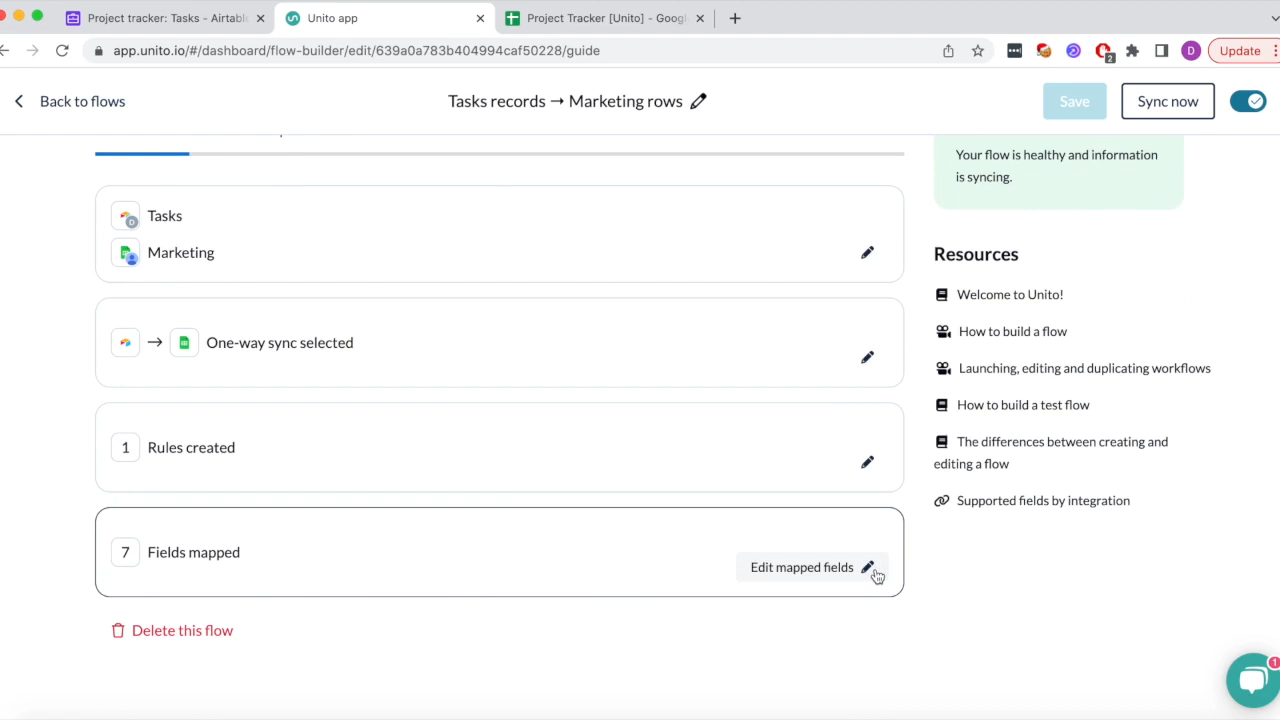 Project tracker: Tasks - Airtable
Unito app
Project Tracker [Unito] - Google
app.unito.io/#/dashboard/flow-builder/edit/639a0a783b404994caf50228/guide
2
D
Update
Back to flows
Tasks records → Marketing rows
Save
Sync now
Your flow is healthy and information
is syncing.
Tasks
D
Marketing
One-way sync selected
1 Rules created
7 Fields mapped
Edit mapped fields
Delete this flow
Resources
Welcome to Unito!
How to build a flow
Launching, editing and duplicating workflows
How to build a test flow
The differences between creating and
editing a flow
Supported fields by integration
1